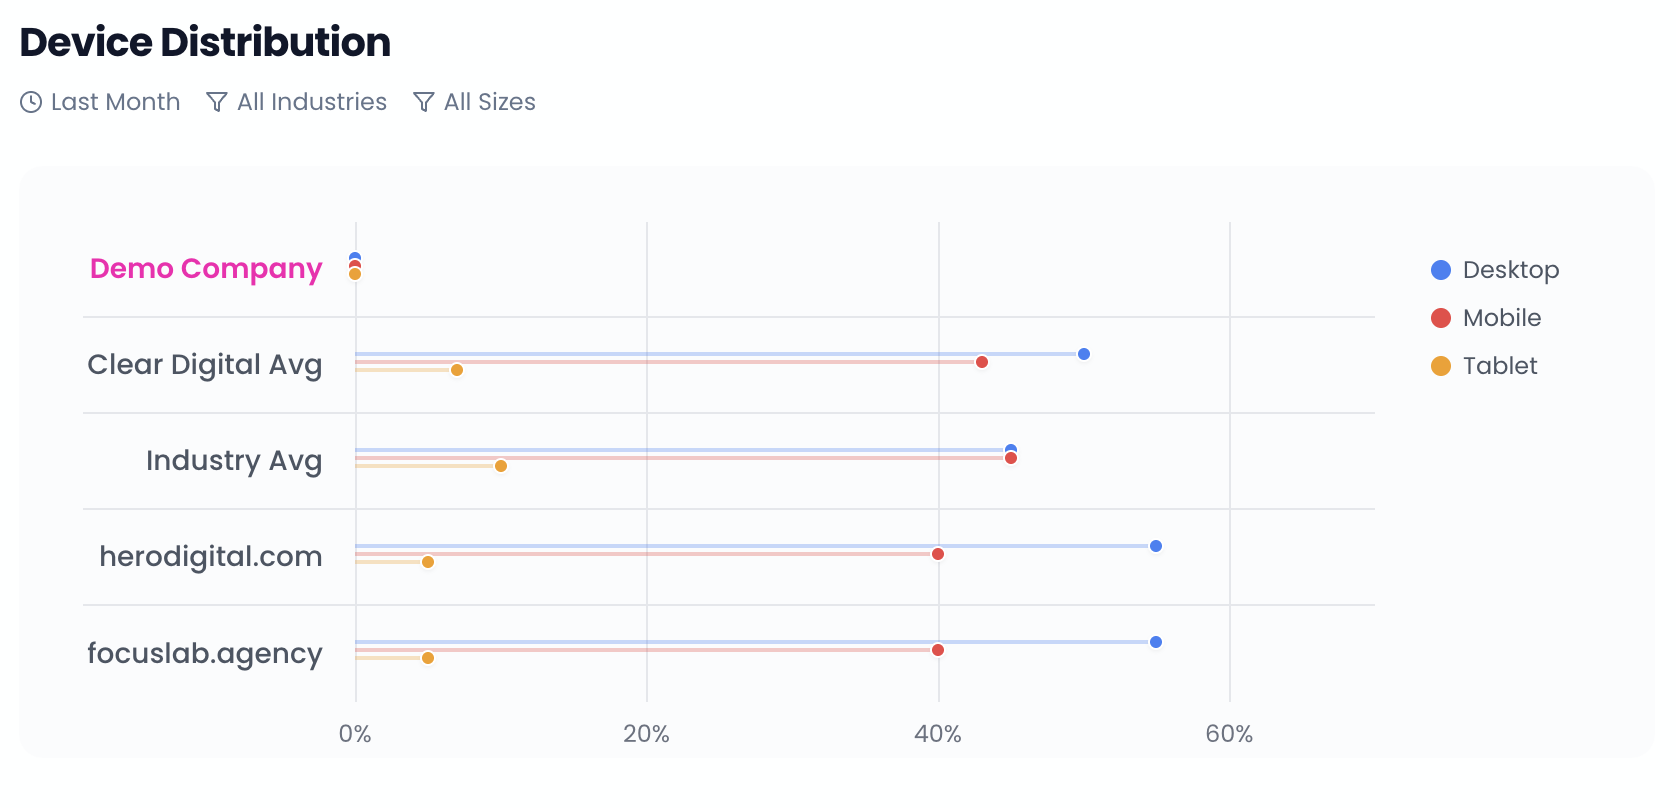 Device Distribution
Last Month All Industries All Sizes
Demo Company
Clear Digital Avg
Industry Avg
herodigital.com
focuslab.agency
0% 20% 40% 60%
Desktop
Mobile
Tablet